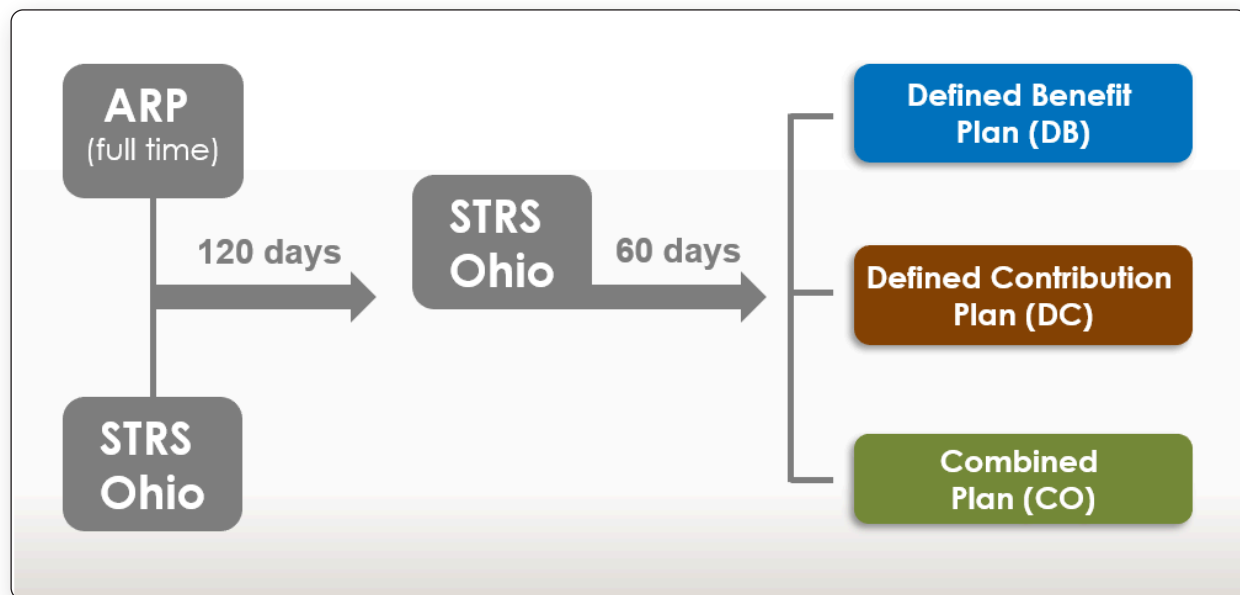 ARP
(full time)
120 days
STRS
Ohio
STRS
Ohio
60 days
Defined Benefit
Plan (DB)
Defined Contribution
Plan (DC)
Combined
Plan (CO)